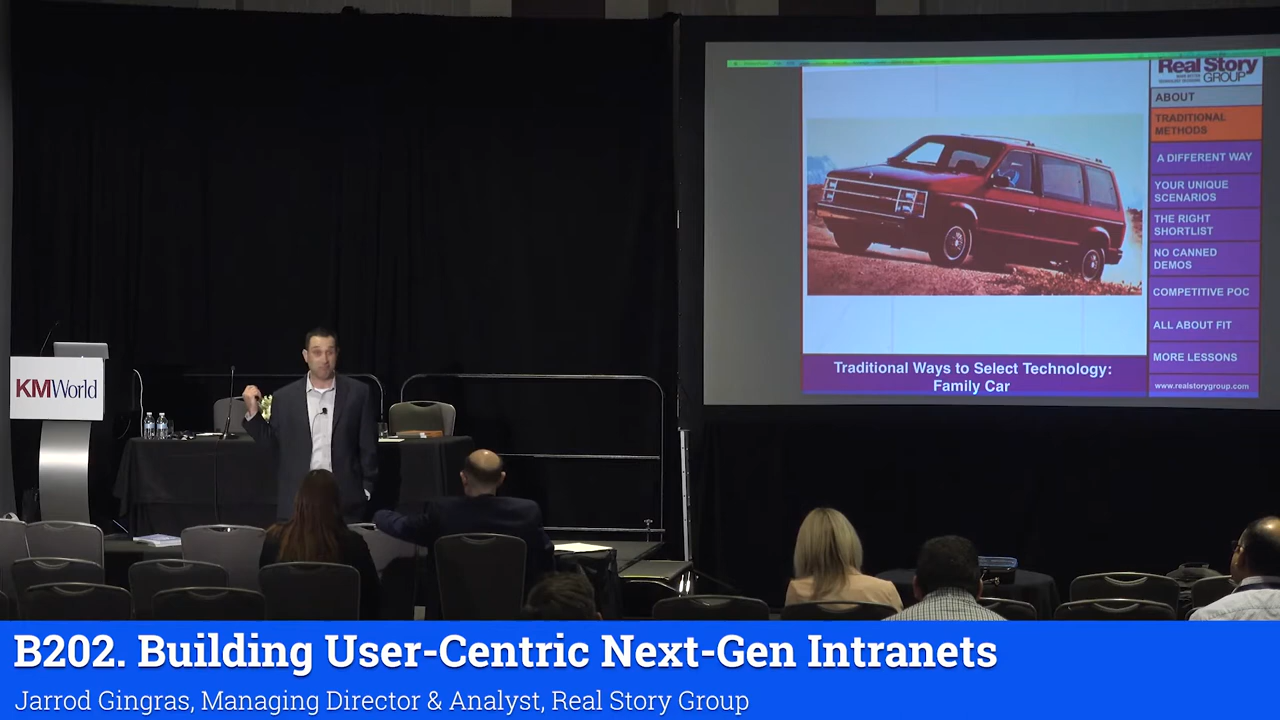 KMWorld
Real Story
GROUP
ABOUT
TRADITIONAL
METHODS
A DIFFERENT WAY
YOUR UNIQUE
SCENARIOS
THE RIGHT
SHORTLIST
NO CANNED
DEMOS
COMPETITIVE POC
ALL ABOUT FIT
MORE LESSONS
www.realstorygroup.com
Traditional Ways to Select Technology:
Family Car
B202. Building User-Centric Next-Gen Intranets
Jarrod Gingras, Managing Director & Analyst, Real Story Group